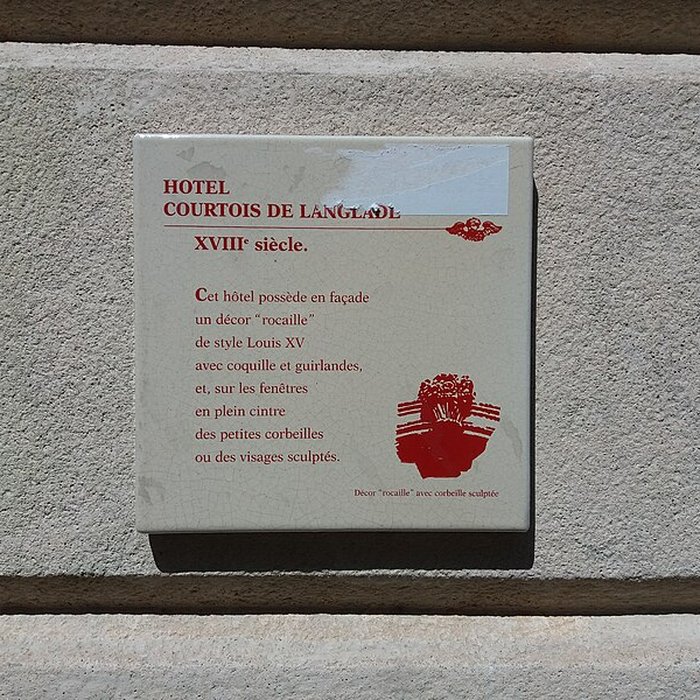 HOTEL
COURTOIS DE LANGLADE
XVIIIe siècle.
Cet hôtel possède en façade
un décor “rocaille”
de style Louis XV
avec coquille et guirlandes,
et, sur les fenêtres
en plein cintre
des petites corbeilles
ou des visages sculptés.
Décor “rocaille” avec corbeille sculptée